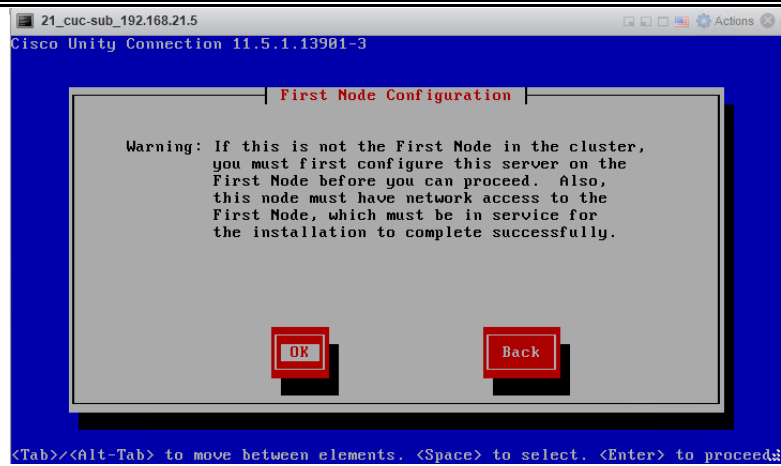 21_cuc-sub_192.168.21.5
Actions
Cisco Unity Connection 11.5.1.13901-3
First Node Configuration
Warning: If this is not the First Node in the cluster,
you must first configure this server on the
First Node before you can proceed. Also,
this node must have network access to the
First Node, which must be in service for
the installation to complete successfully.
OK
Back
<Tab>/<Alt-Tab> to move between elements. <Space> to select. <Enter> to proceed